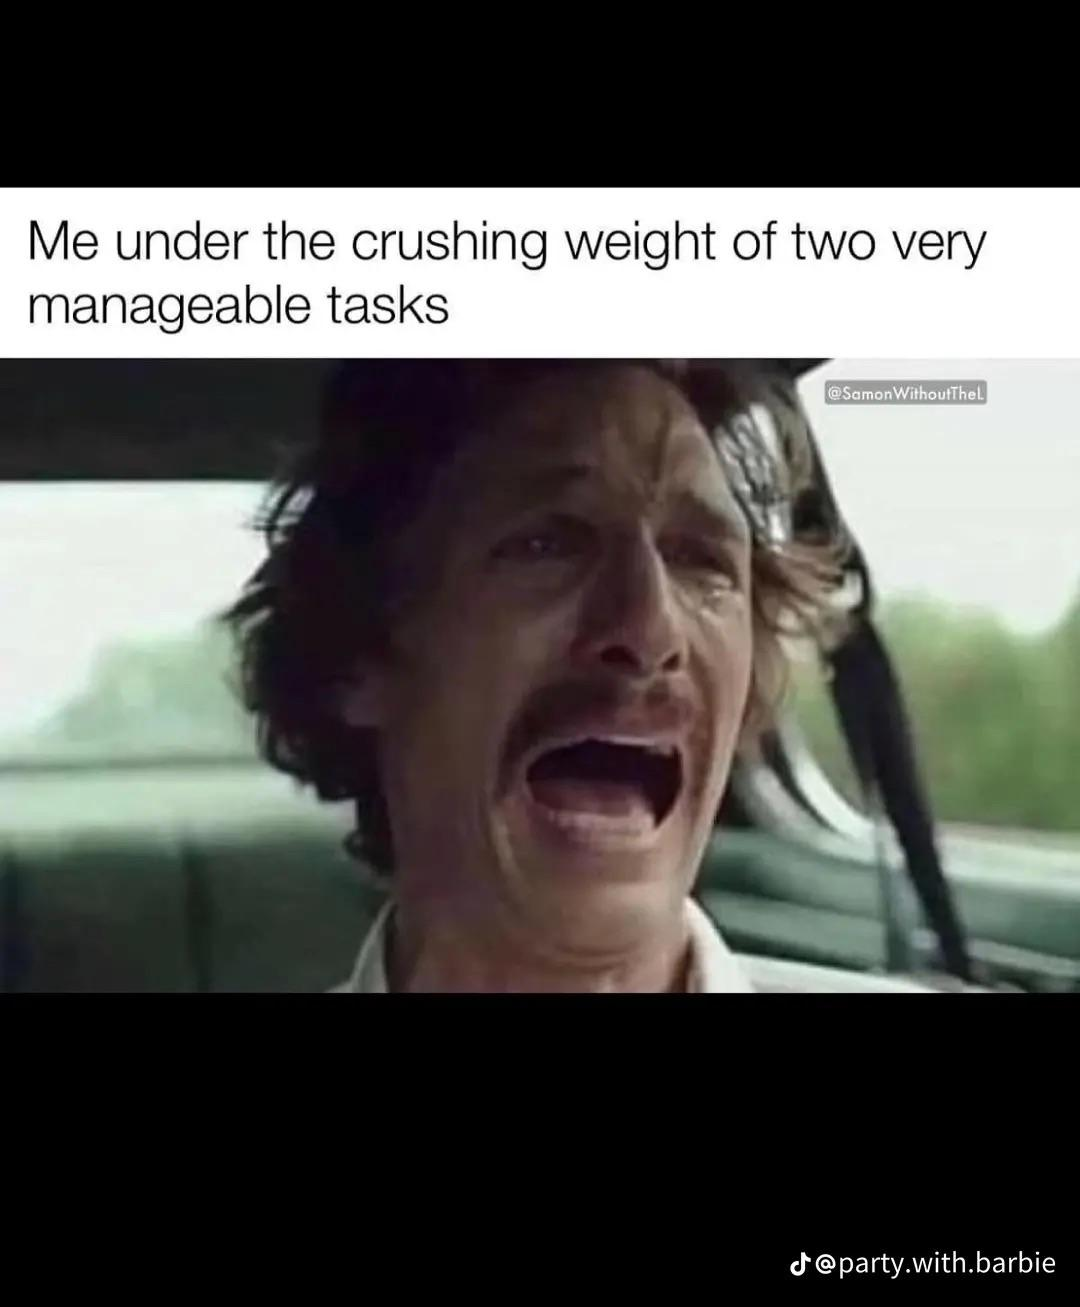 Me under the crushing weight of two very
manageable tasks
@SamonWithoutTheL
@party.with.barbie